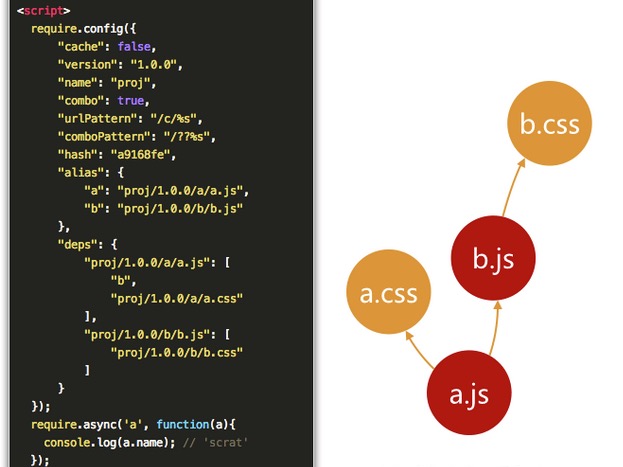 <script>
require.config({
"cache": false,
"version": "1.0.0",
"name": "proj",
"combo": true,
"urlPattern": "/c/%s",
"comboPattern": "/??%s",
"hash": "a9168fe",
"alias": {
"a": "proj/1.0.0/a/a.js",
"b": "proj/1.0.0/b/b.js"
},
"deps": {
"proj/1.0.0/a/a.js": [
"b",
"proj/1.0.0/a/a.css"
],
"proj/1.0.0/b/b.js": [
"proj/1.0.0/b/b.css"
]
}
});
require.async('a', function(a){
console.log(a.name); // 'scrat'
});
b.css
b.js
a.css
a.js